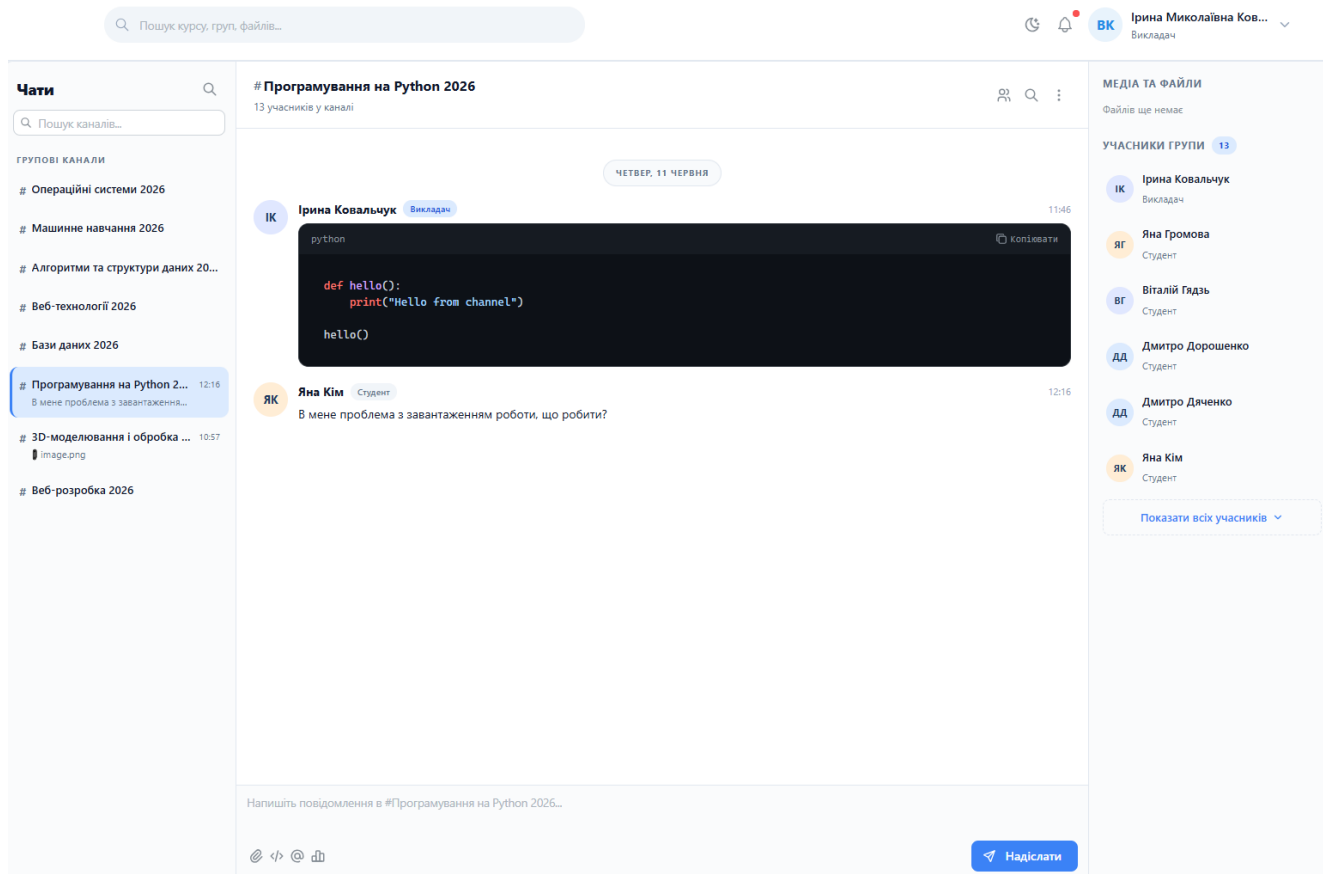 Пошук курсу, груп, файлів...
ВК
Ірина Миколаївна Ков...
Викладач
Чати
Пошук каналів...
ГРУПОВІ КАНАЛИ
# Операційні системи 2026
# Машинне навчання 2026
# Алгоритми та структури даних 20...
# Веб-технології 2026
# Бази даних 2026
# Програмування на Python 2... 12:16
В мене проблема з завантаження...
# 3D-моделювання і обробка ... 10:57
image.png
# Веб-розробка 2026
# Програмування на Python 2026
13 учасників у каналі
ЧЕТВЕР, 11 ЧЕРВНЯ
ІК
Ірина Ковальчук Викладач 11:46
python Копіювати
def hello():
    print("Hello from channel")
hello()
ЯК
Яна Кім Студент 12:16
В мене проблема з завантаженням роботи, що робити?
Напишіть повідомлення в #Програмування на Python 2026...
Надіслати
МЕДІА ТА ФАЙЛИ
Файлів ще немає
УЧАСНИКИ ГРУПИ 13
ІК
Ірина Ковальчук
Викладач
ЯГ
Яна Громова
Студент
ВГ
Віталій Гядзь
Студент
ДД
Дмитро Дорошенко
Студент
ДД
Дмитро Дяченко
Студент
ЯК
Яна Кім
Студент
Показати всіх учасників